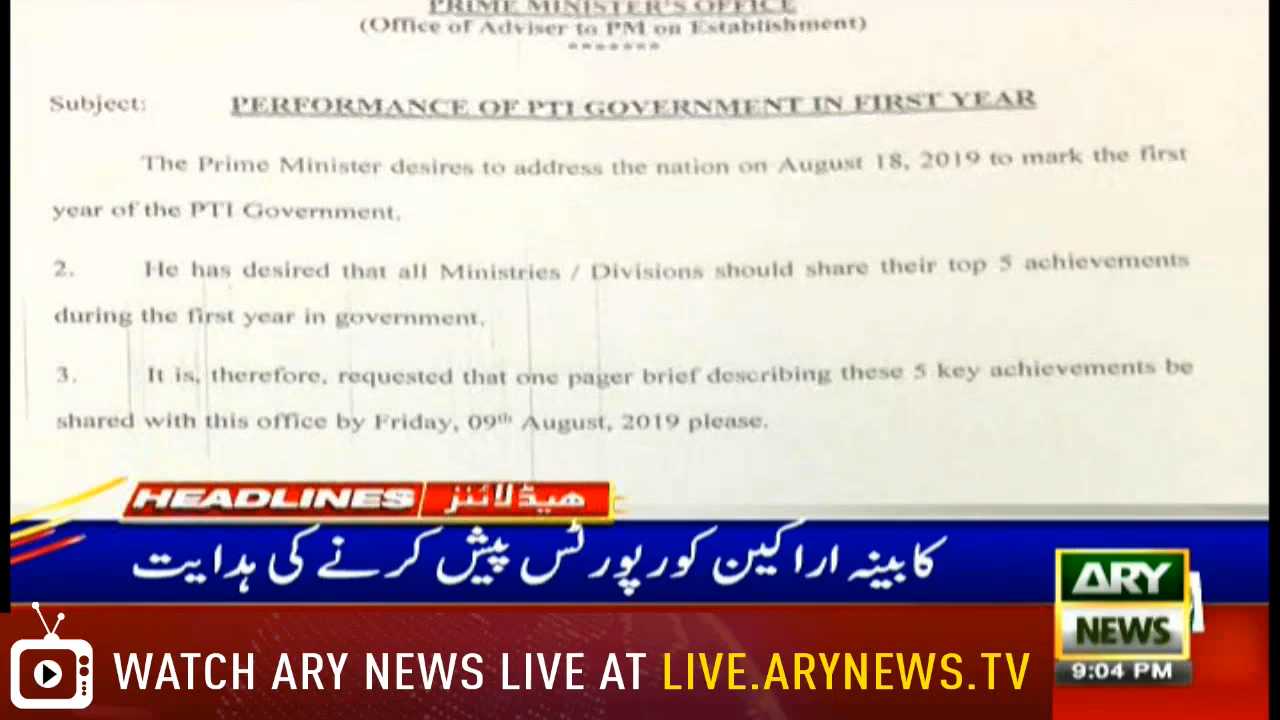 PRIME MINISTER'S OFFICE
(Office of Adviser to PM on Establishment)
*******
Subject: PERFORMANCE OF PTI GOVERNMENT IN FIRST YEAR
The Prime Minister desires to address the nation on August 18, 2019 to mark the first
year of the PTI Government.
2. He has desired that all Ministries / Divisions should share their top 5 achievements
during the first year in government.
3. It is, therefore, requested that one pager brief describing these 5 key achievements be
shared with this office by Friday, 09th August, 2019 please.
HEADLINES ہیڈلائنز
کابینہ اراکین کو رپورٹس پیش کرنے کی ہدایت
ARY
NEWS
9:04 PM
WATCH ARY NEWS LIVE AT LIVE.ARYNEWS.TV